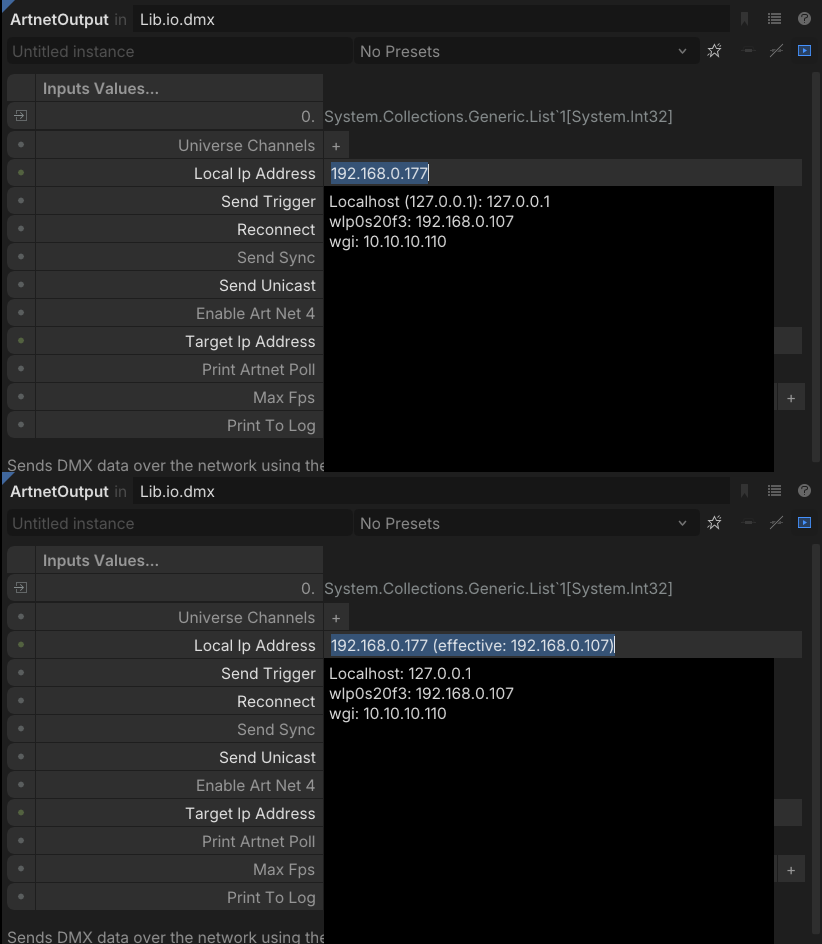 ArtnetOutput in Lib.io.dmx
Untitled instance No Presets
Inputs Values...
0. System.Collections.Generic.List`1[System.Int32]
Universe Channels +
Local Ip Address 192.168.0.177
Send Trigger Localhost (127.0.0.1): 127.0.0.1
wlp0s20f3: 192.168.0.107
Reconnect
wgi: 10.10.10.110
Send Sync
Send Unicast
Enable Art Net 4
Target Ip Address
Print Artnet Poll
Max Fps +
Print To Log
Sends DMX data over the network using the
ArtnetOutput in Lib.io.dmx
Untitled instance No Presets
Inputs Values...
0. System.Collections.Generic.List`1[System.Int32]
Universe Channels +
Local Ip Address 192.168.0.177 (effective: 192.168.0.107)
Send Trigger Localhost: 127.0.0.1
wlp0s20f3: 192.168.0.107
Reconnect
wgi: 10.10.10.110
Send Sync
Send Unicast
Enable Art Net 4
Target Ip Address
Print Artnet Poll
Max Fps +
Print To Log
Sends DMX data over the network using the